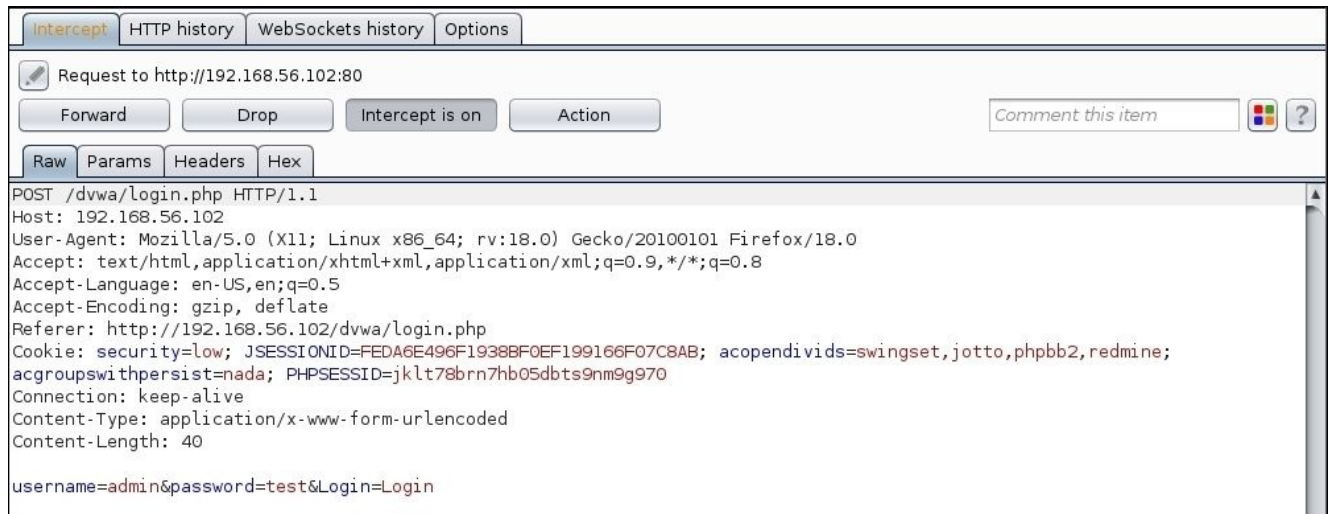 Intercept HTTP history WebSockets history Options
Request to http://192.168.56.102:80
Forward Drop Intercept is on Action Comment this item ?
Raw Params Headers Hex
POST /dvwa/login.php HTTP/1.1
Host: 192.168.56.102
User-Agent: Mozilla/5.0 (X11; Linux x86_64; rv:18.0) Gecko/20100101 Firefox/18.0
Accept: text/html,application/xhtml+xml,application/xml;q=0.9,*/*;q=0.8
Accept-Language: en-US,en;q=0.5
Accept-Encoding: gzip, deflate
Referer: http://192.168.56.102/dvwa/login.php
Cookie: security=low; JSESSIONID=FEDA6E496F1938BF0EF199166F07C8AB; acopendivids=swingset,jotto,phpbb2,redmine;
acgroupswithpersist=nada; PHPSESSID=jklt78brn7hb05dbts9nm9g970
Connection: keep-alive
Content-Type: application/x-www-form-urlencoded
Content-Length: 40
username=admin&password=test&Login=Login